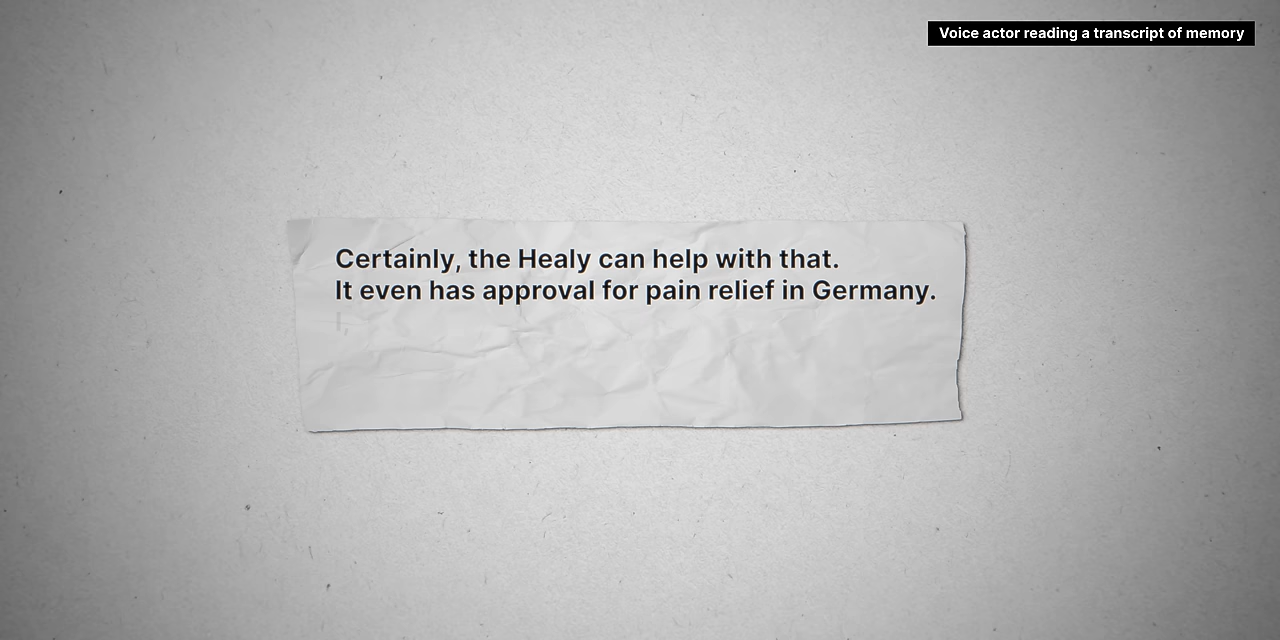 Voice actor reading a transcript of memory
Certainly, the Healy can help with that.
It even has approval for pain relief in Germany.